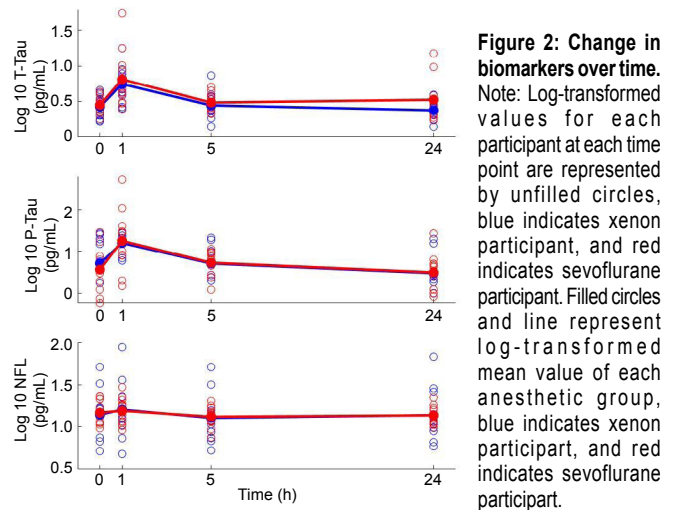 Log 10 T-Tau
(pg/mL)
1.5
1.0
0.5
0
0 1 5 24
Log 10 P-Tau
(pg/mL)
2
1
0
0 1 5 24
Log 10 NFL
(pg/mL)
2.0
1.5
1.0
0.5
0 1 5 24
Time (h)
Figure 2: Change in
biomarkers over time.
Note: Log-transformed
values for each
participant at each time
point are represented
by unfilled circles,
blue indicates xenon
participant, and red
indicates sevoflurane
participant. Filled circles
and line represent
log-transformed
mean value of each
anesthetic group,
blue indicates xenon
participart, and red
indicates sevoflurane
participart.